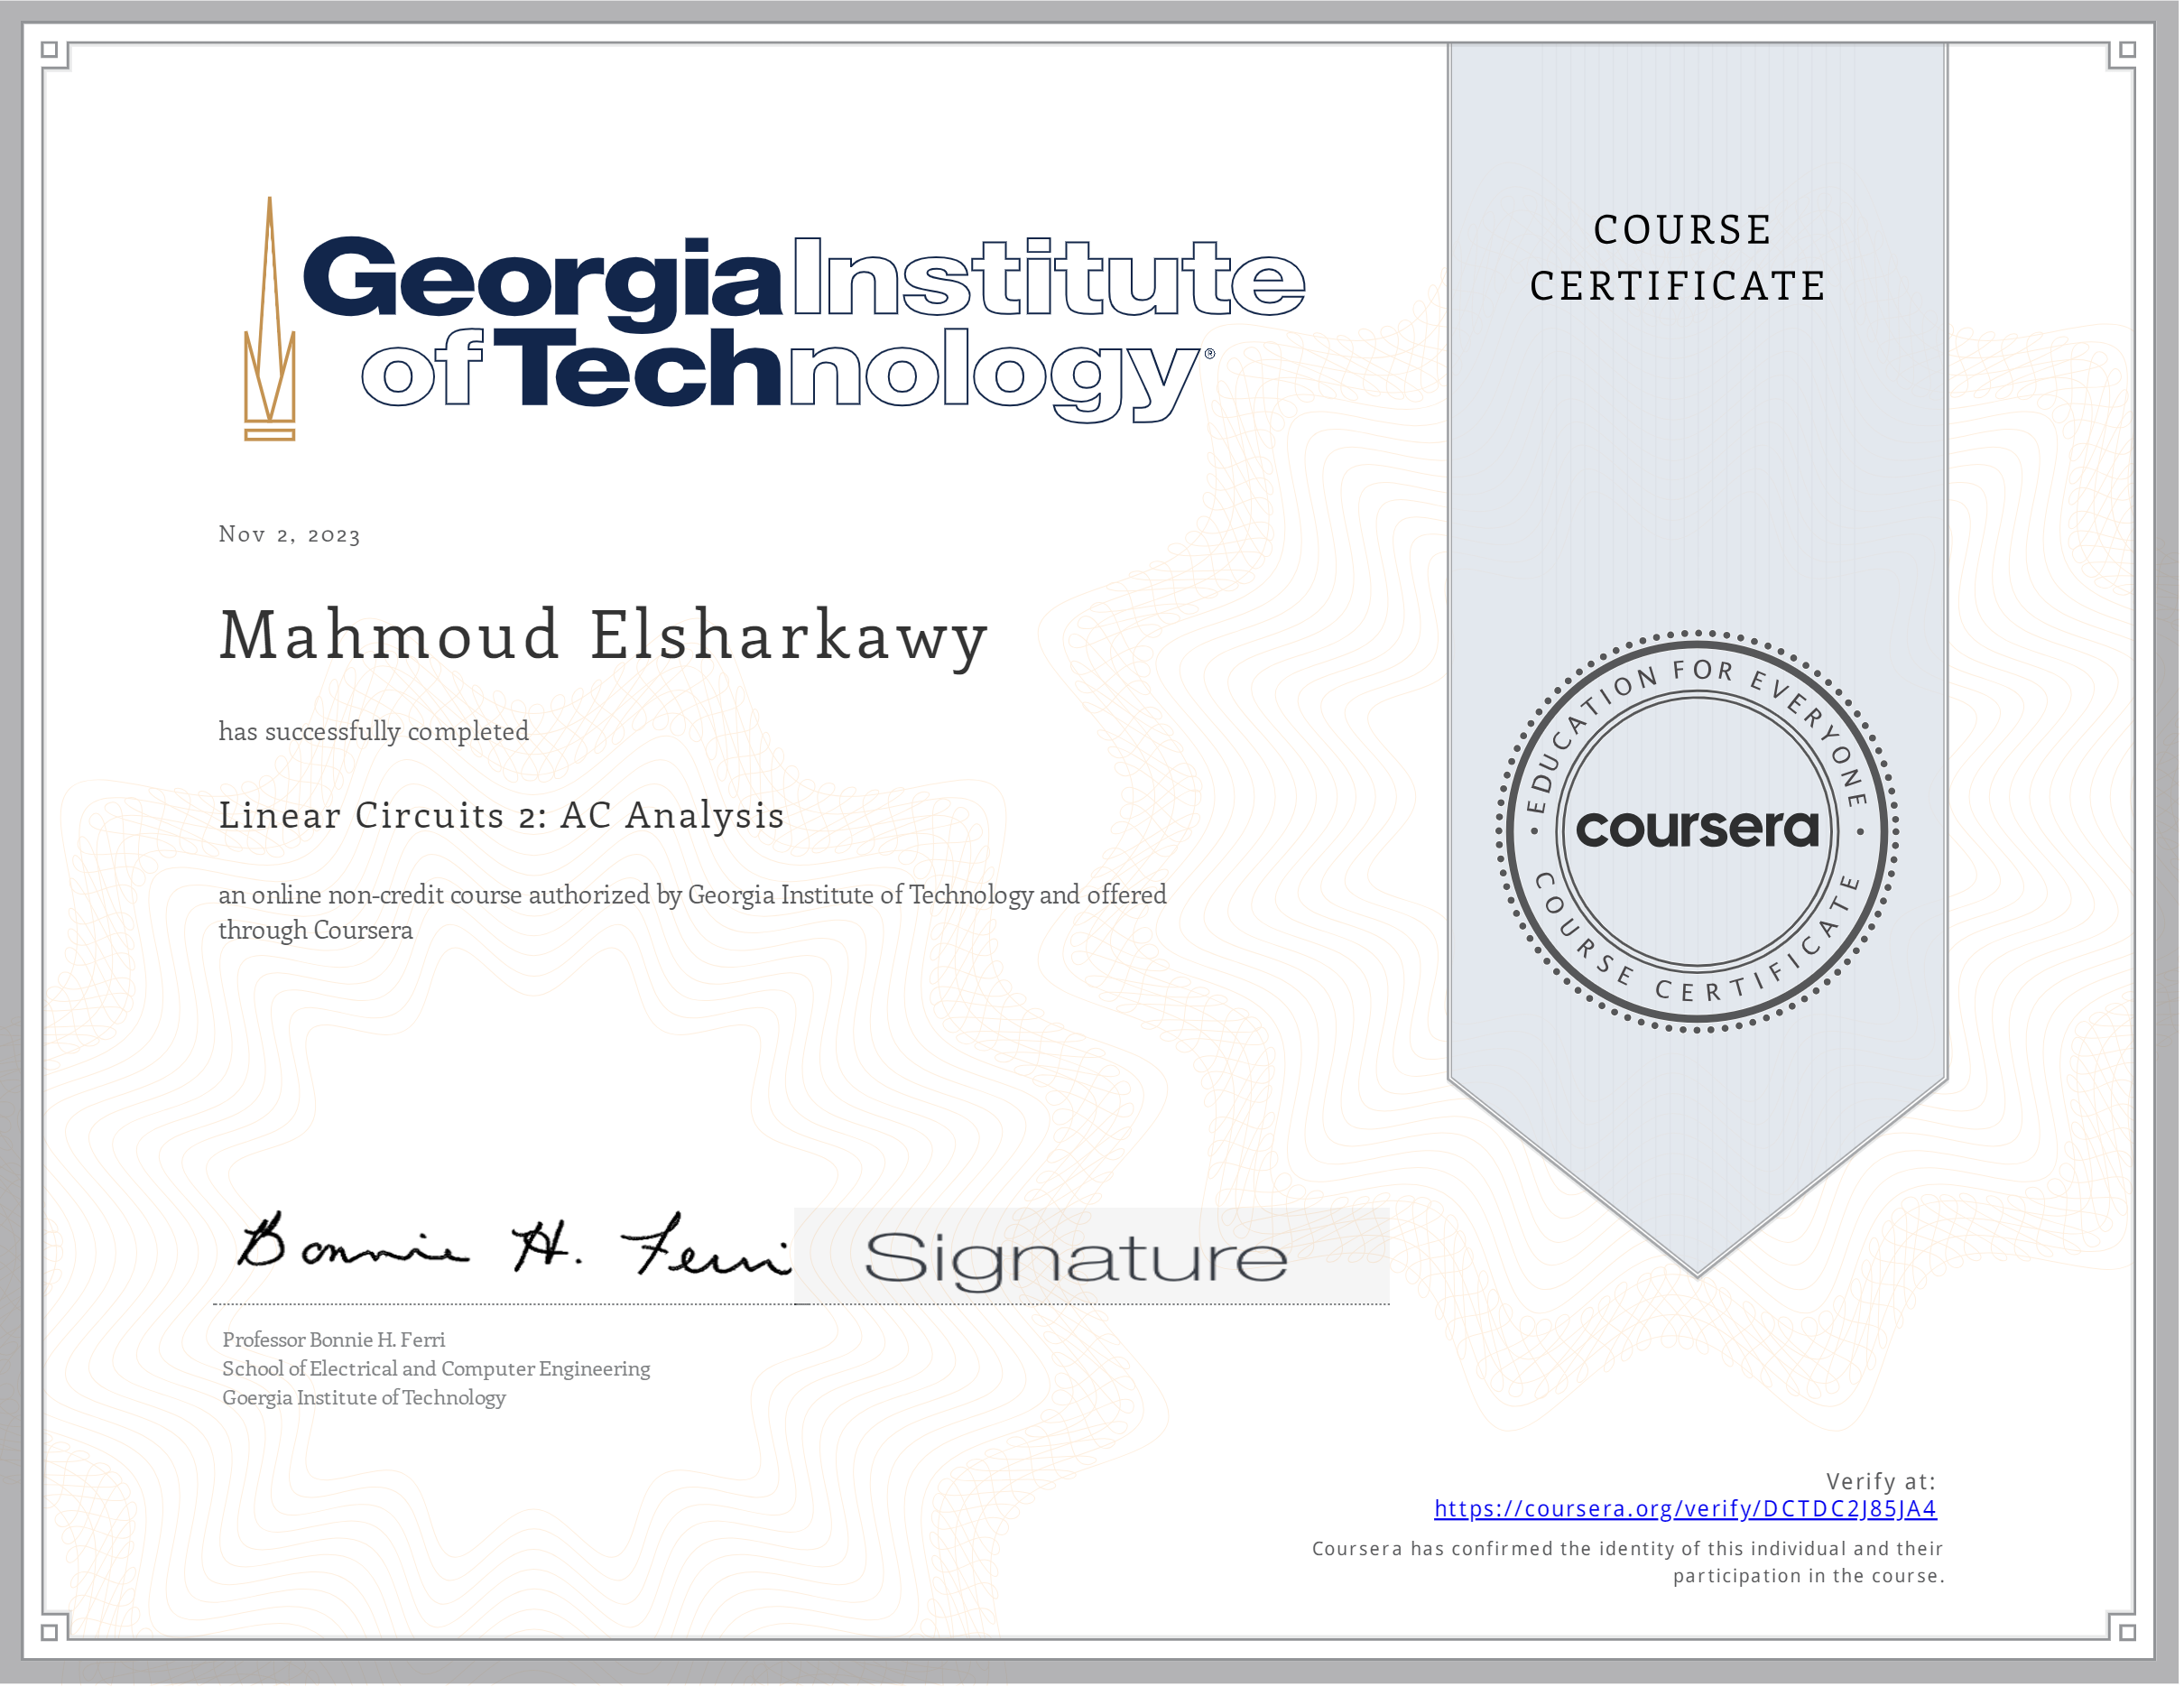 Georgia Institute
of Technology®
COURSE
CERTIFICATE
Nov 2, 2023
Mahmoud Elsharkawy
has successfully completed
Linear Circuits 2: AC Analysis
an online non-credit course authorized by Georgia Institute of Technology and offered
through Coursera
EDUCATION FOR EVERYONE
coursera
COURSE CERTIFICATE
Bonnie H. Ferri
Signature
Professor Bonnie H. Ferri
School of Electrical and Computer Engineering
Goergia Institute of Technology
Verify at:
https://coursera.org/verify/DCTDC2J85JA4
Coursera has confirmed the identity of this individual and their
participation in the course.